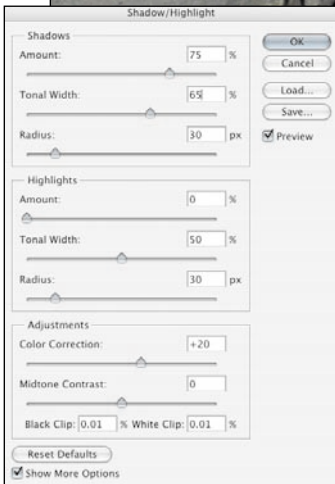 Shadow/Highlight
Shadows
Amount: 75 %
Tonal Width: 65 %
Radius: 30 px
Highlights
Amount: 0 %
Tonal Width: 50 %
Radius: 30 px
Adjustments
Color Correction: +20
Midtone Contrast: 0
Black Clip: 0.01 % White Clip: 0.01 %
Reset Defaults
Show More Options
OK
Cancel
Load...
Save...
Preview